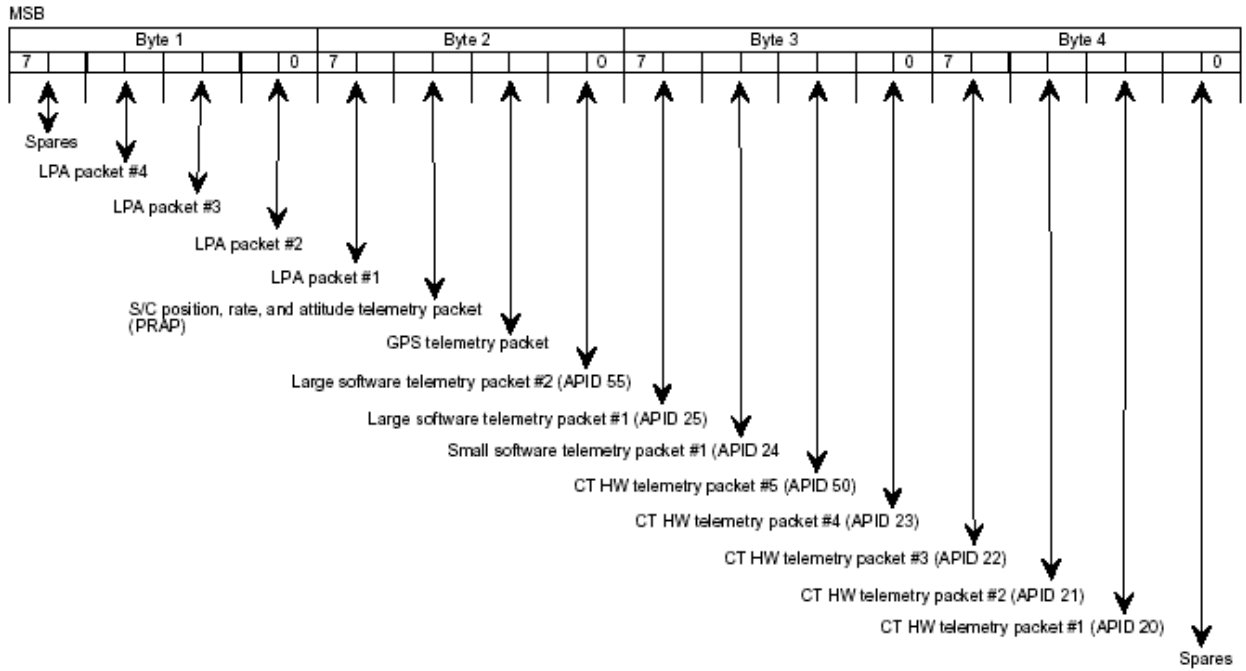 MSB
Byte 1 Byte 2 Byte 3 Byte 4
7 0 7 0 7 0 7 0
Spares
LPA packet #4
LPA packet #3
LPA packet #2
LPA packet #1
S/C position, rate, and attitude telemetry packet
(PRAP)
GPS telemetry packet
Large software telemetry packet #2 (APID 55)
Large software telemetry packet #1 (APID 25)
Small software telemetry packet #1 (APID 24
CT HW telemetry packet #5 (APID 50)
CT HW telemetry packet #4 (APID 23)
CT HW telemetry packet #3 (APID 22)
CT HW telemetry packet #2 (APID 21)
CT HW telemetry packet #1 (APID 20)
Spares